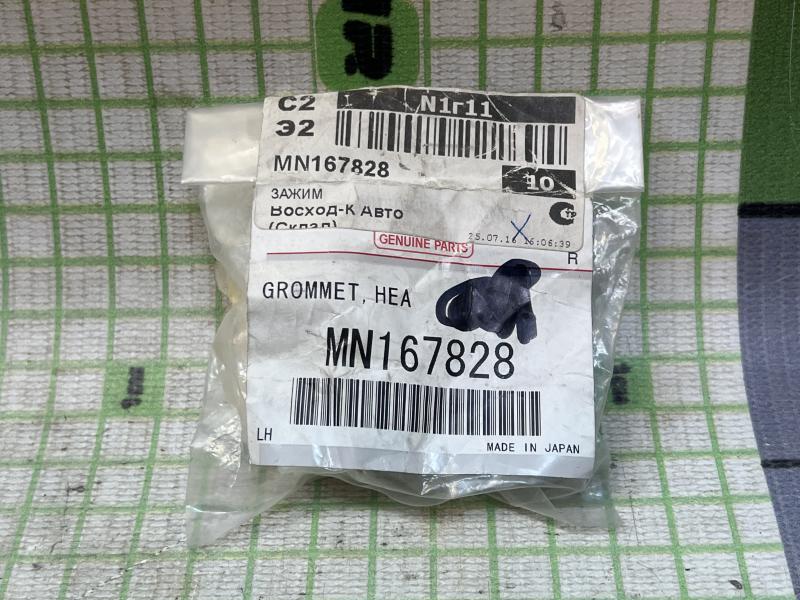 C2
N1г11
Э2
MN167828
10
ЗАЖИМ
Восход-К Авто
(Склад)
25.07.16 16:06:39
GENUINE PARTS
R
GROMMET, HEA
MN167828
LH
MADE IN JAPAN